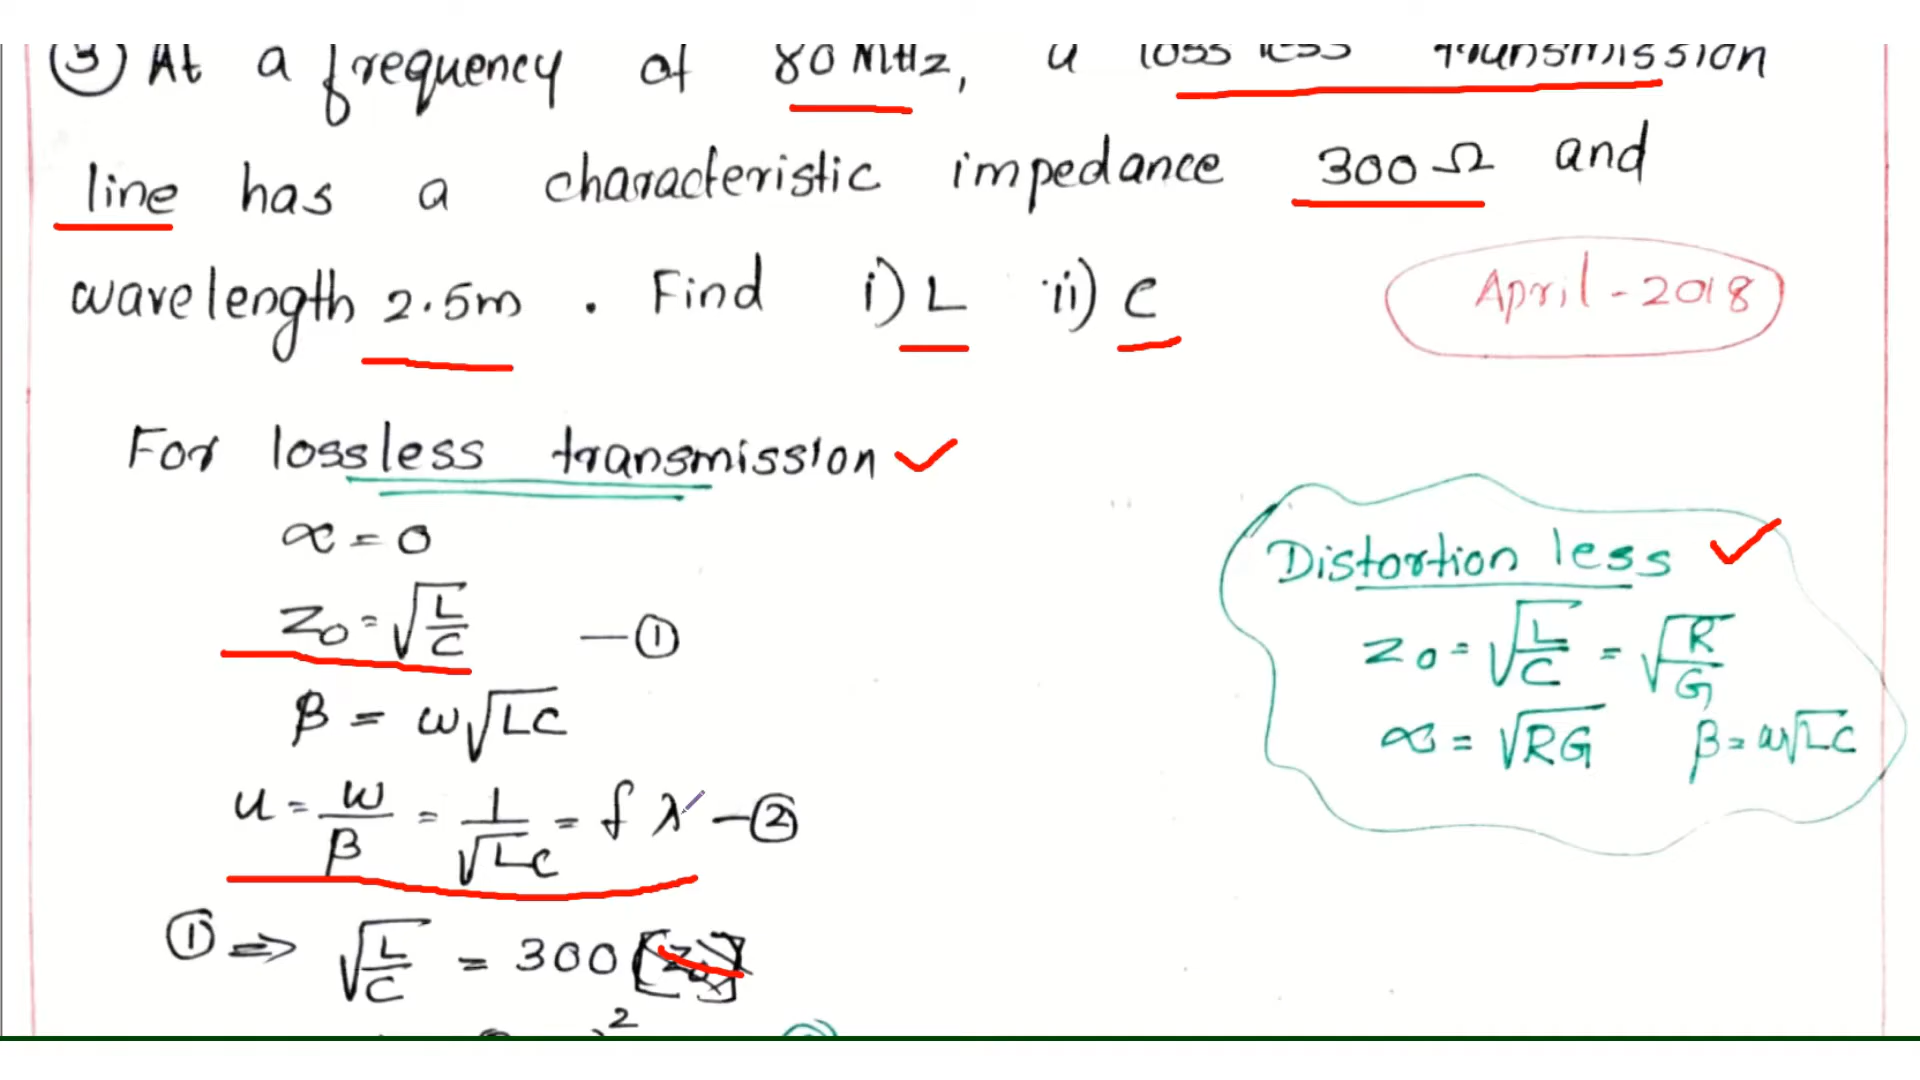 ③ At a frequency of 80 MHz, a loss less transmission
line has a characteristic impedance 300 Ω and
wavelength 2.5m . Find i) L ii) C
April - 2018
For lossless transmission ✓
α = 0
Z₀ = √(L/C) — ①
β = ω√LC
u = ω/β = 1/√LC = f λ — ②
① ⇒ √(L/C) = 300
2
Distortion less ✓
Z₀ = √(L/C) = √(R/G)
α = √RG β = ω√LC